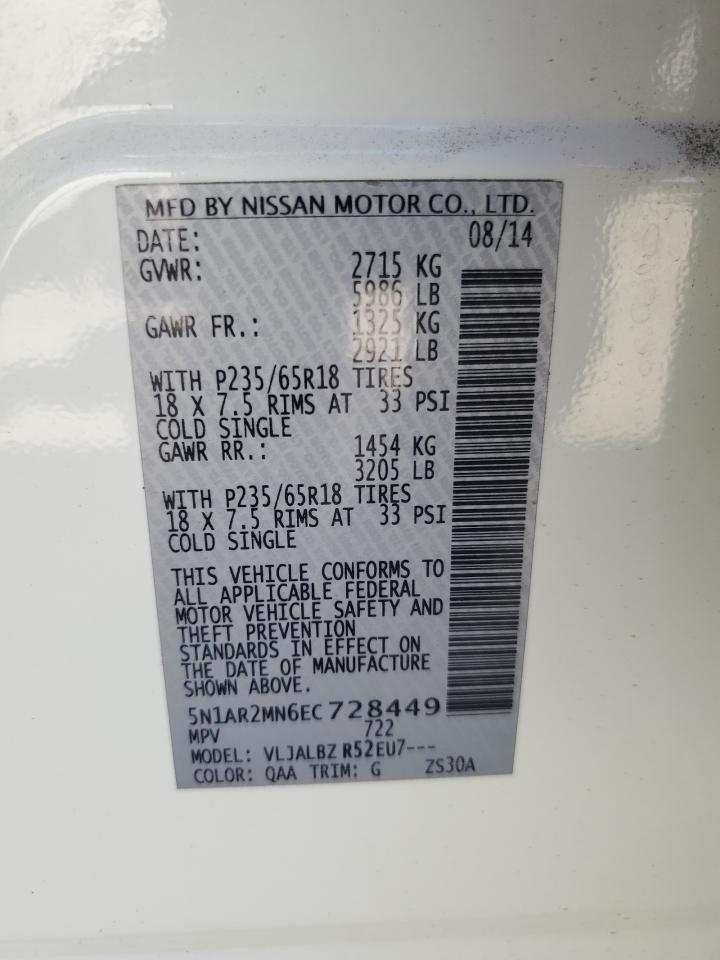 MFD BY NISSAN MOTOR CO., LTD.
DATE: 08/14
GVWR: 2715 KG
5986 LB
GAWR FR.: 1325 KG
2921 LB
WITH P235/65R18 TIRES
18 X 7.5 RIMS AT 33 PSI
COLD SINGLE
GAWR RR.: 1454 KG
3205 LB
WITH P235/65R18 TIRES
18 X 7.5 RIMS AT 33 PSI
COLD SINGLE
THIS VEHICLE CONFORMS TO
ALL APPLICABLE FEDERAL
MOTOR VEHICLE SAFETY AND
THEFT PREVENTION
STANDARDS IN EFFECT ON
THE DATE OF MANUFACTURE
SHOWN ABOVE.
5N1AR2MN6EC 728449
MPV 722
MODEL: VLJALBZ R52EU7---
COLOR: QAA TRIM: G ZS30A